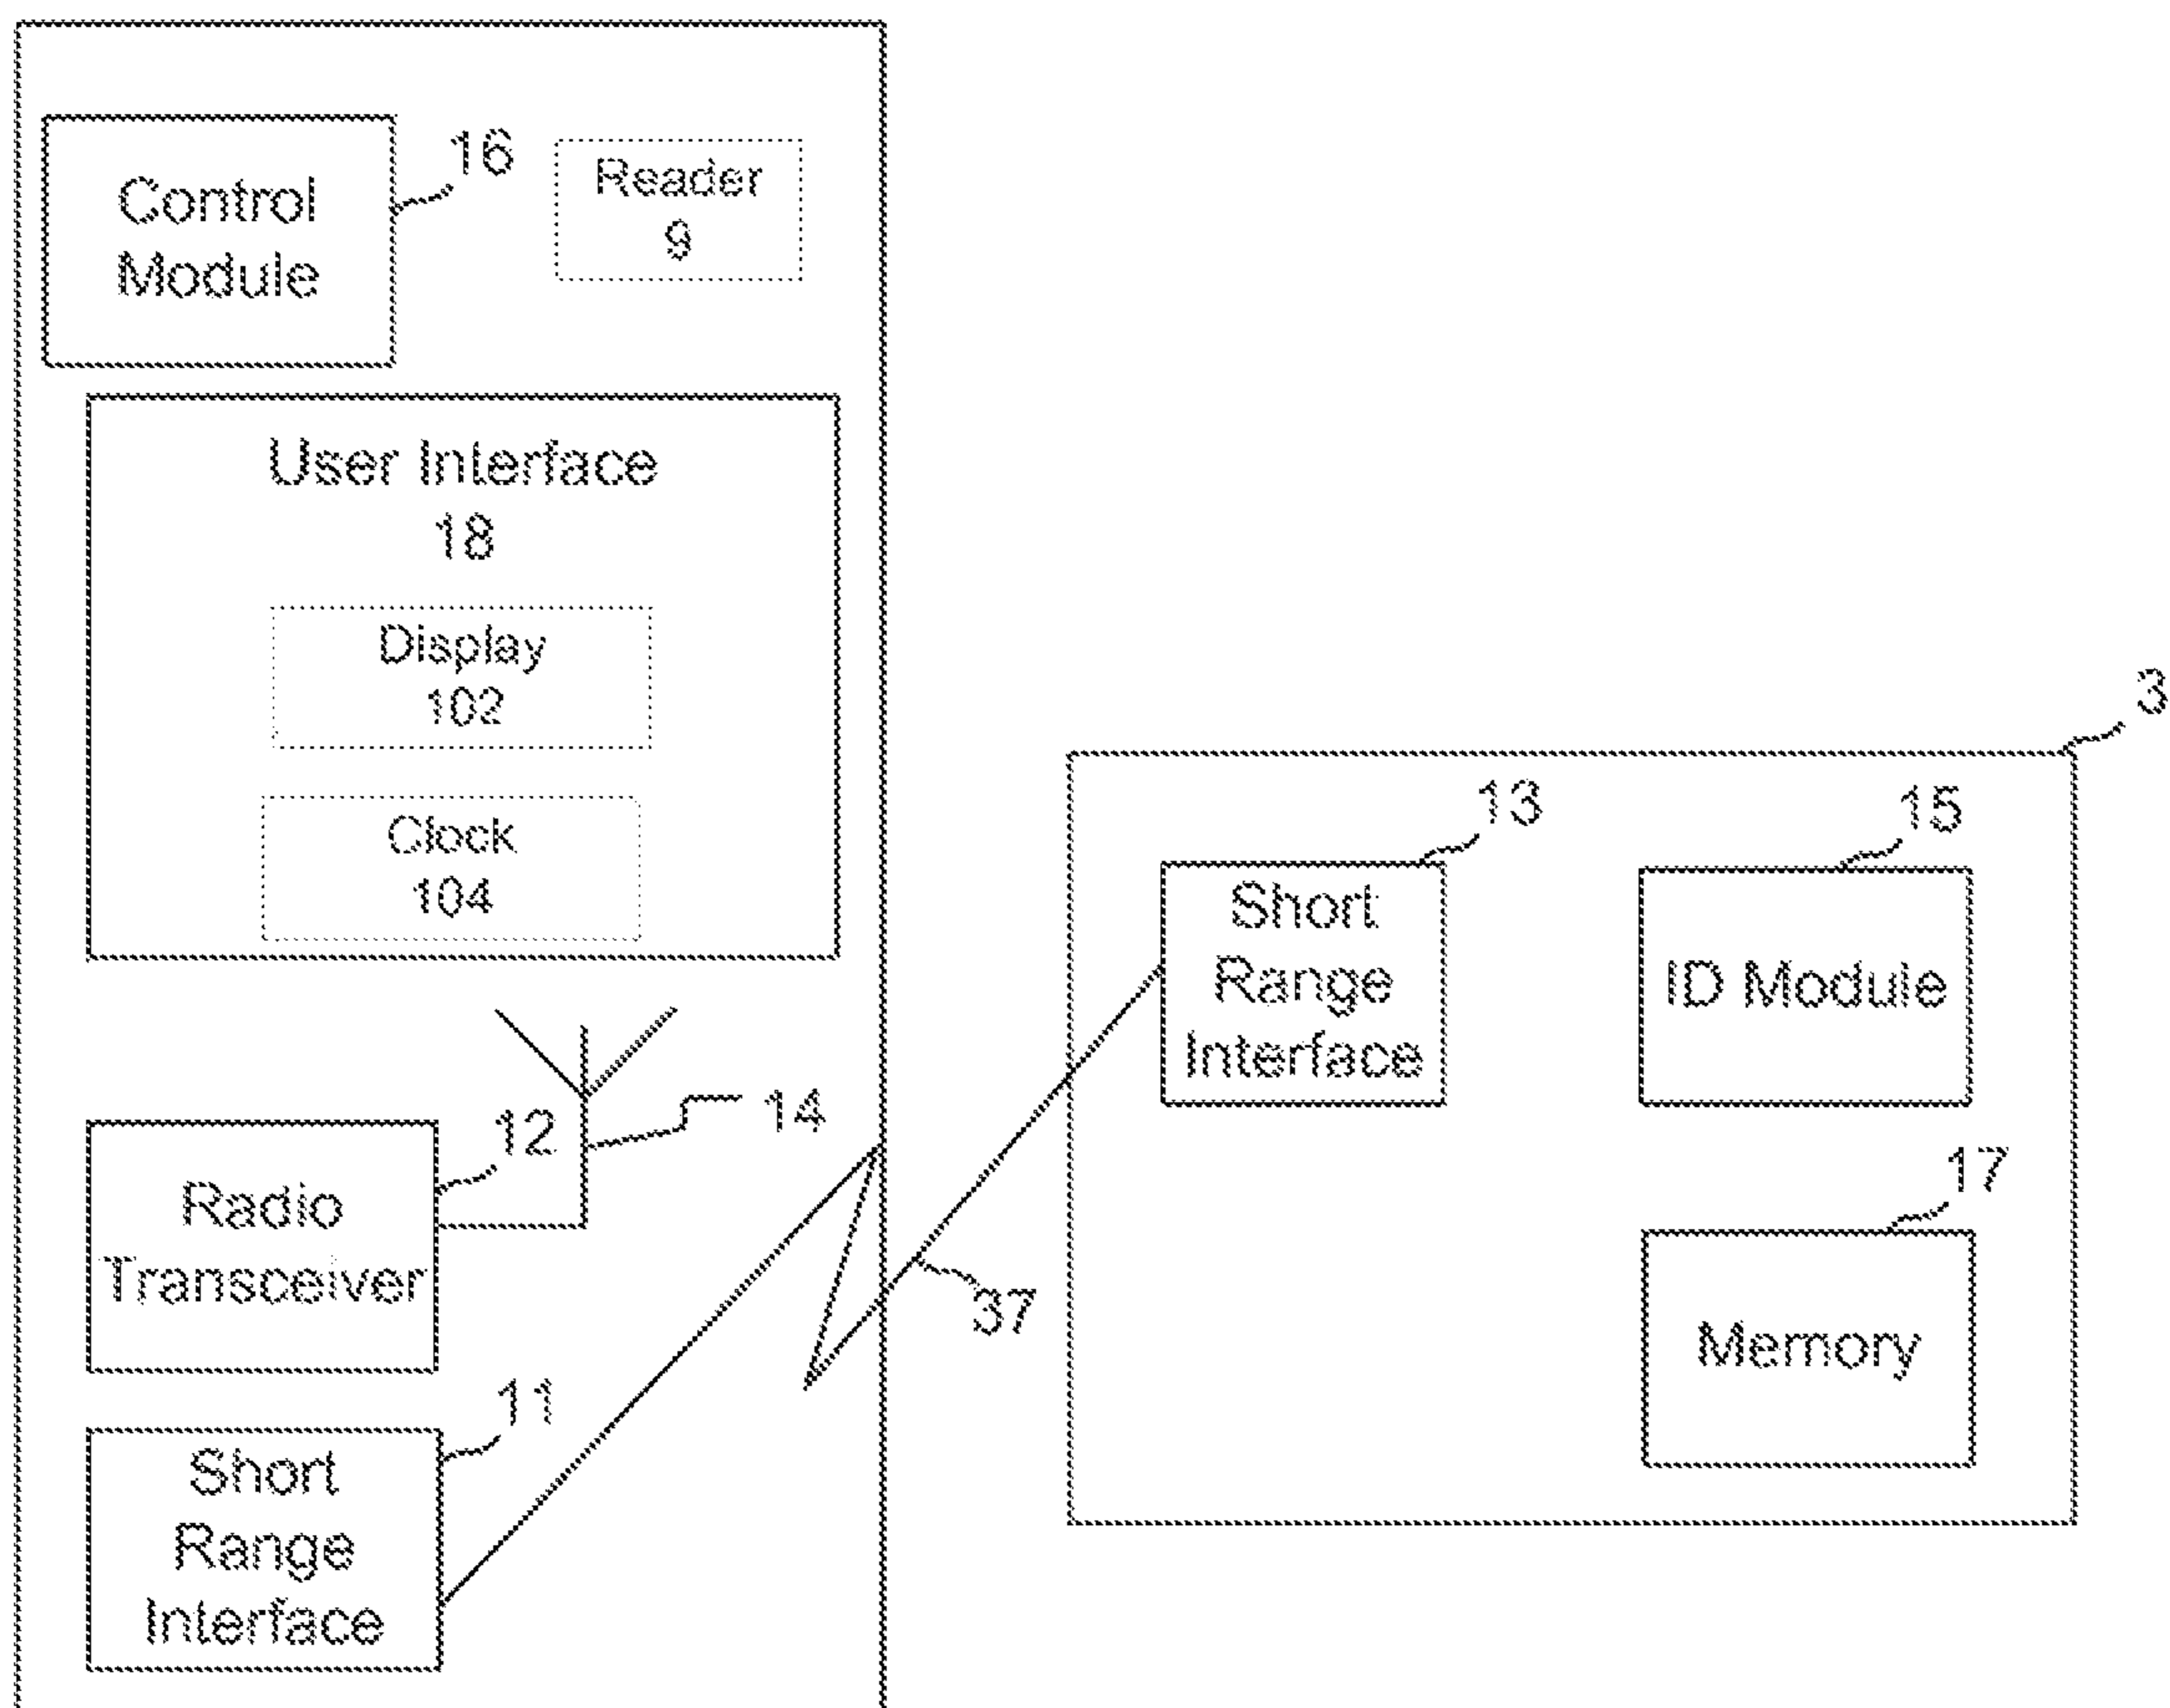 Control
Module
16
Reader
9
User Interface
18
Display
102
Clock
104
14
12
Radio
Transceiver
11
Short
Range
Interface
37
3
13
Short
Range
Interface
15
ID Module
17
Memory